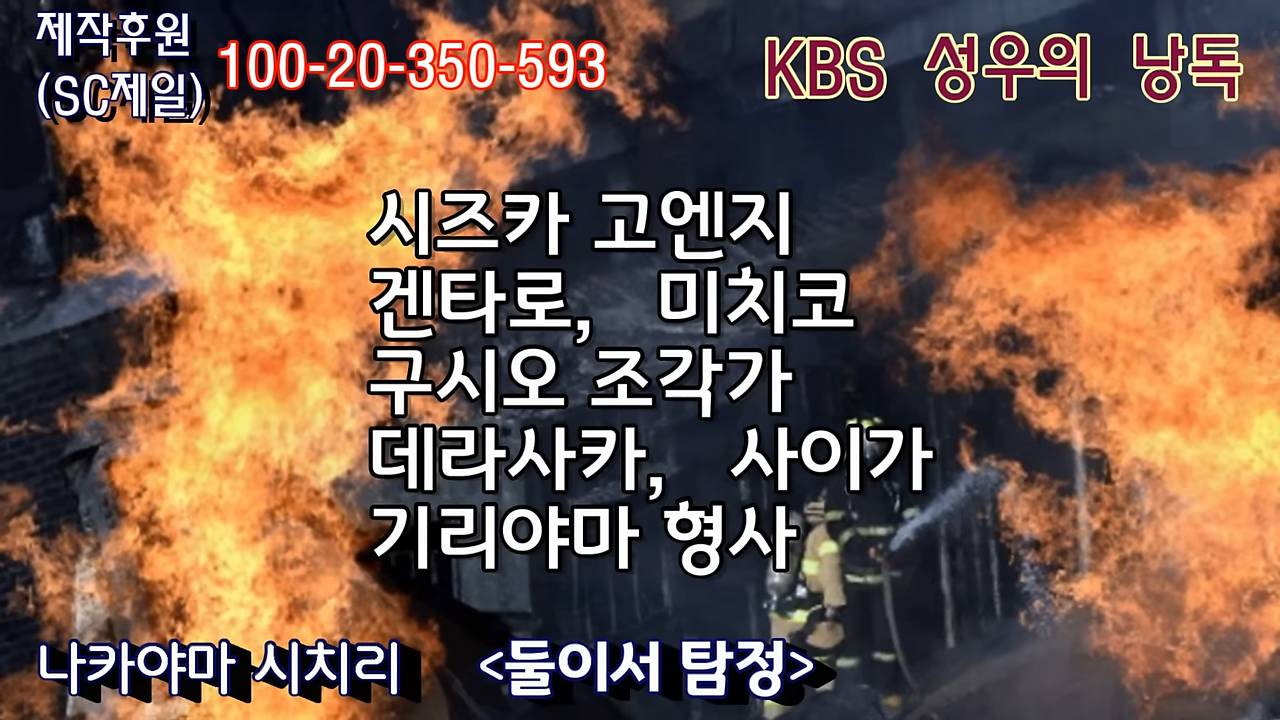 제작후원
(SC제일)
100-20-350-593
KBS 성우의 낭독
시즈카 고엔지
겐타로, 미치코
구시오 조각가
데라사카, 사이가
기리야마 형사
나카야마 시치리 <둘이서 탐정>